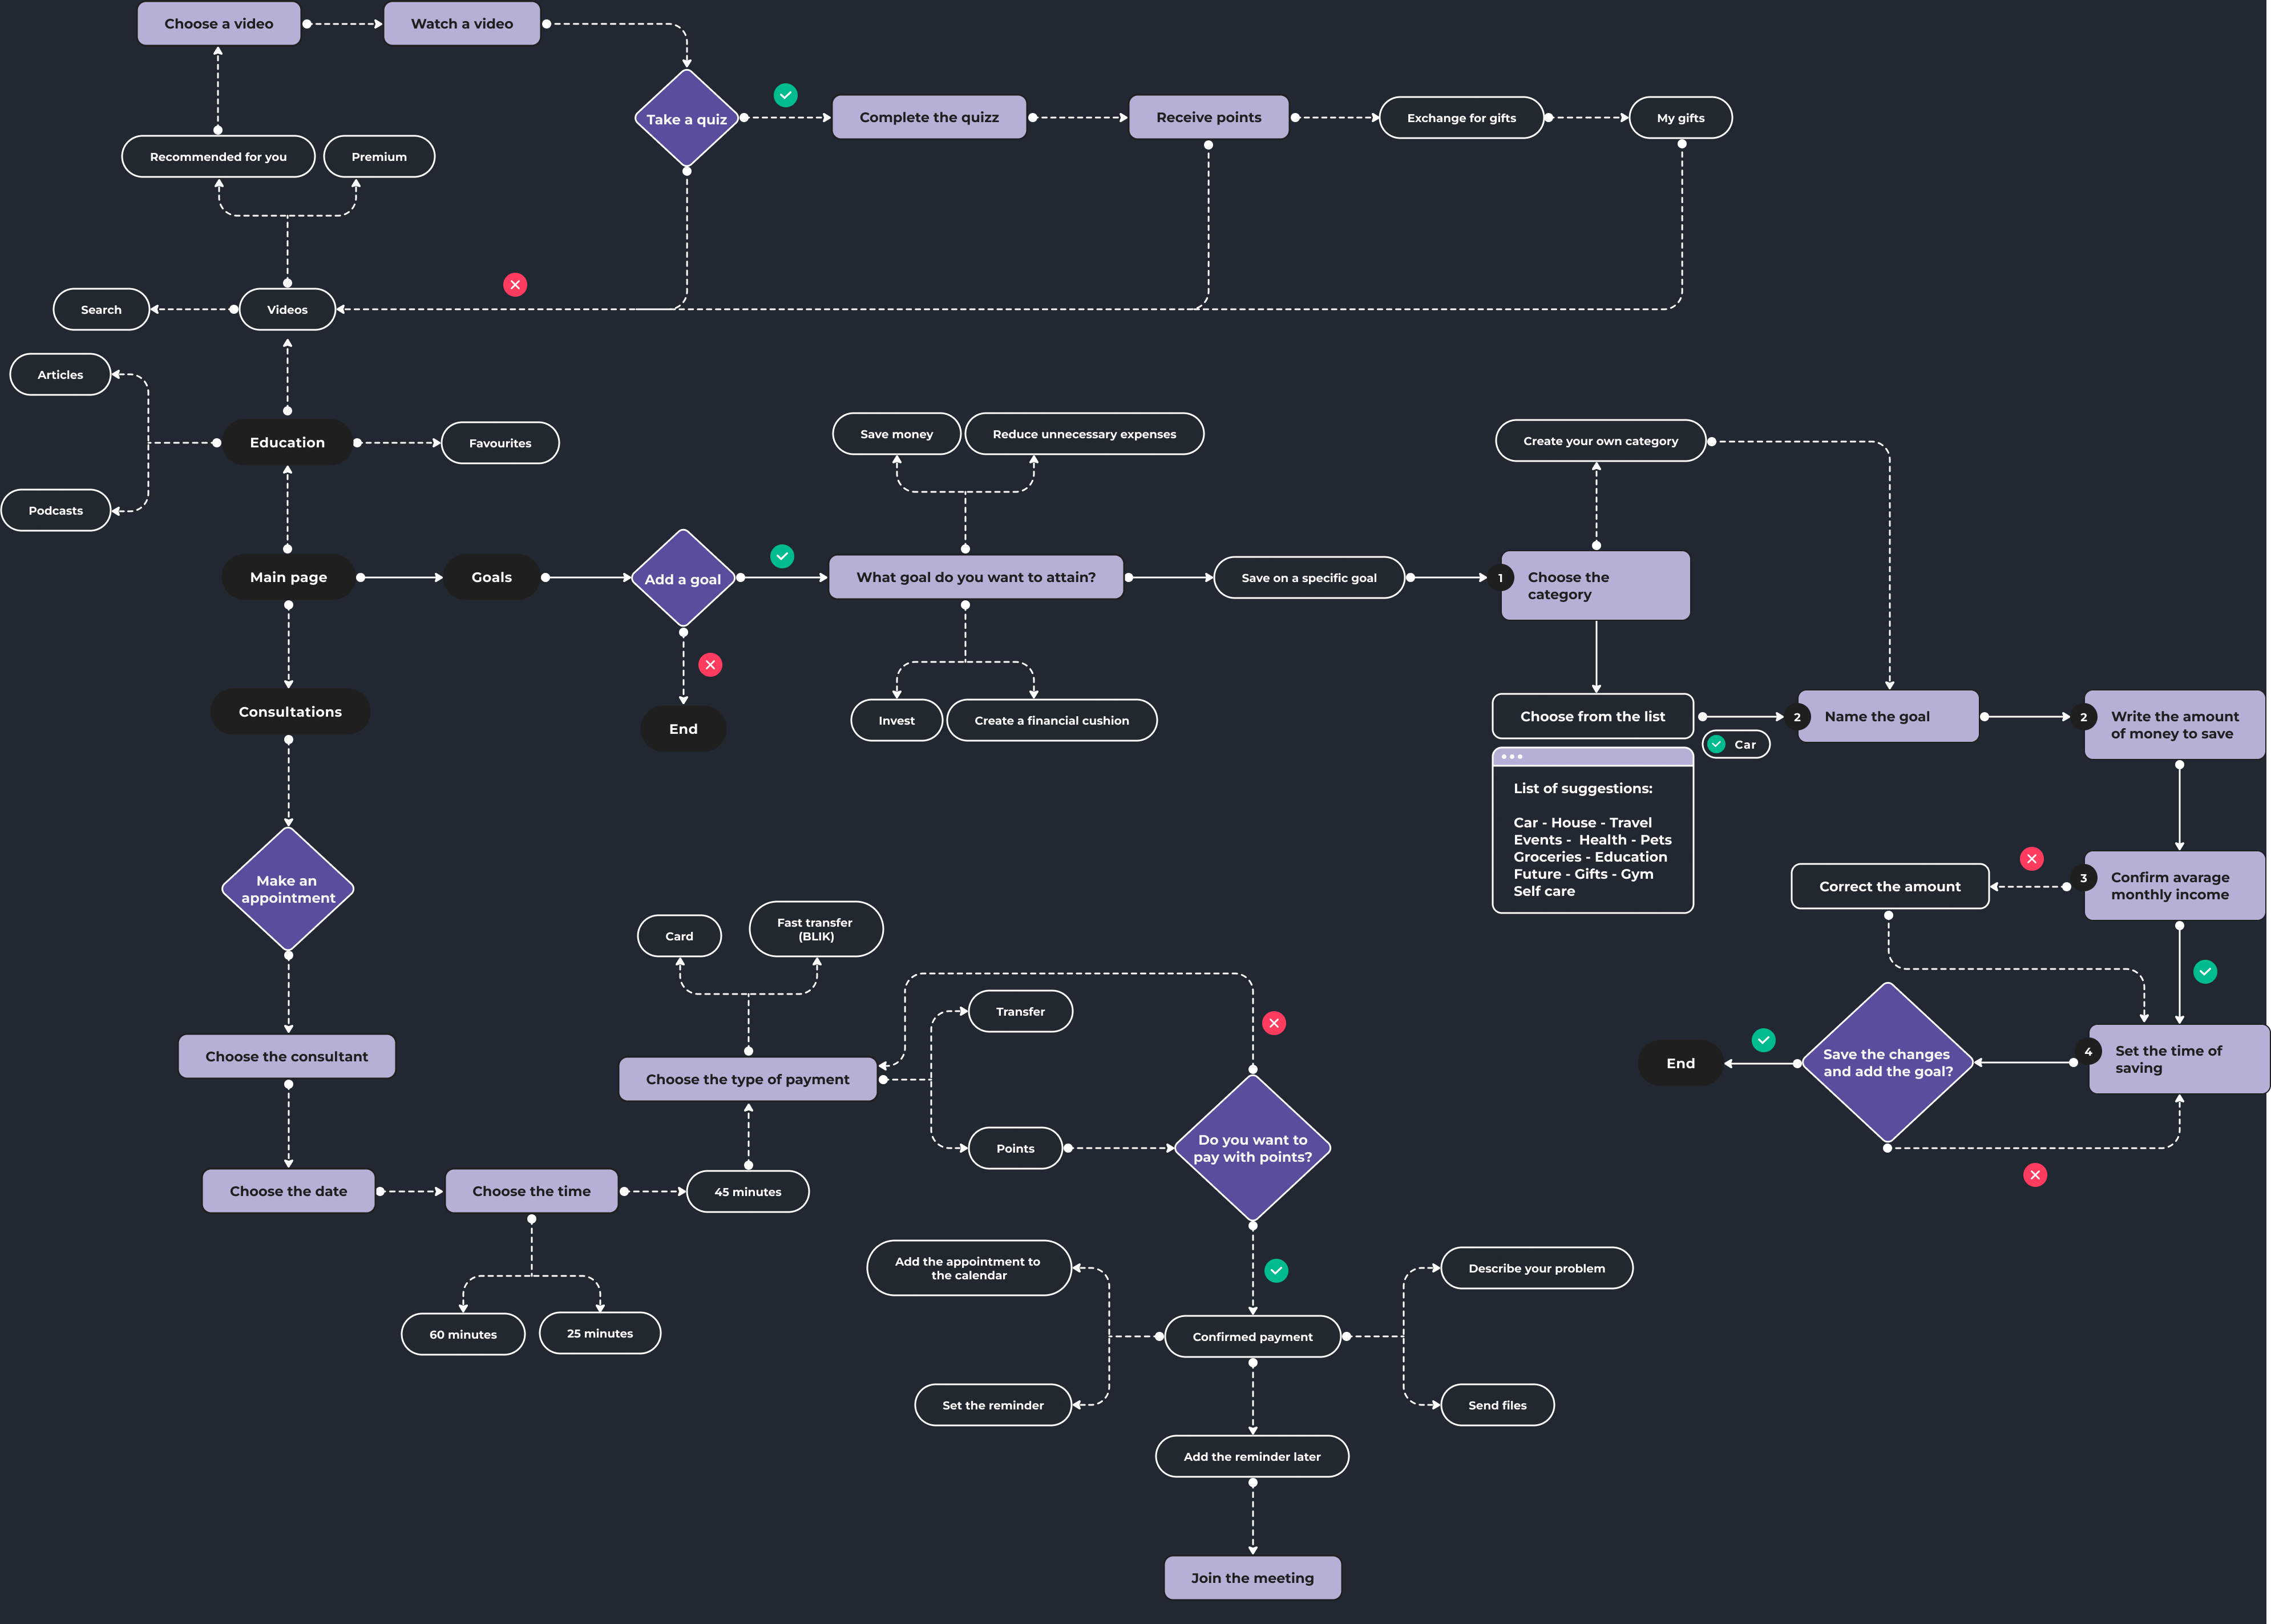 Choose a video
Watch a video
Take a quiz
Complete the quizz
Receive points
Exchange for gifts
My gifts
Recommended for you
Premium
Search
Videos
Articles
Education
Favourites
Podcasts
Save money
Reduce unnecessary expenses
Create your own category
Main page
Goals
Add a goal
What goal do you want to attain?
Save on a specific goal
1
Choose the
category
Consultations
End
Invest
Create a financial cushion
Choose from the list
2
Name the goal
2
Write the amount
of money to save
Car
List of suggestions:
Car - House - Travel
Events - Health - Pets
Groceries - Education
Future - Gifts - Gym
Self care
Correct the amount
3
Confirm avarage
monthly income
Make an
appointment
Card
Fast transfer
(BLIK)
Transfer
Choose the consultant
Choose the type of payment
End
Save the changes
and add the goal?
4
Set the time of
saving
Points
Do you want to
pay with points?
Choose the date
Choose the time
45 minutes
60 minutes
25 minutes
Add the appointment to
the calendar
Describe your problem
Confirmed payment
Set the reminder
Send files
Add the reminder later
Join the meeting